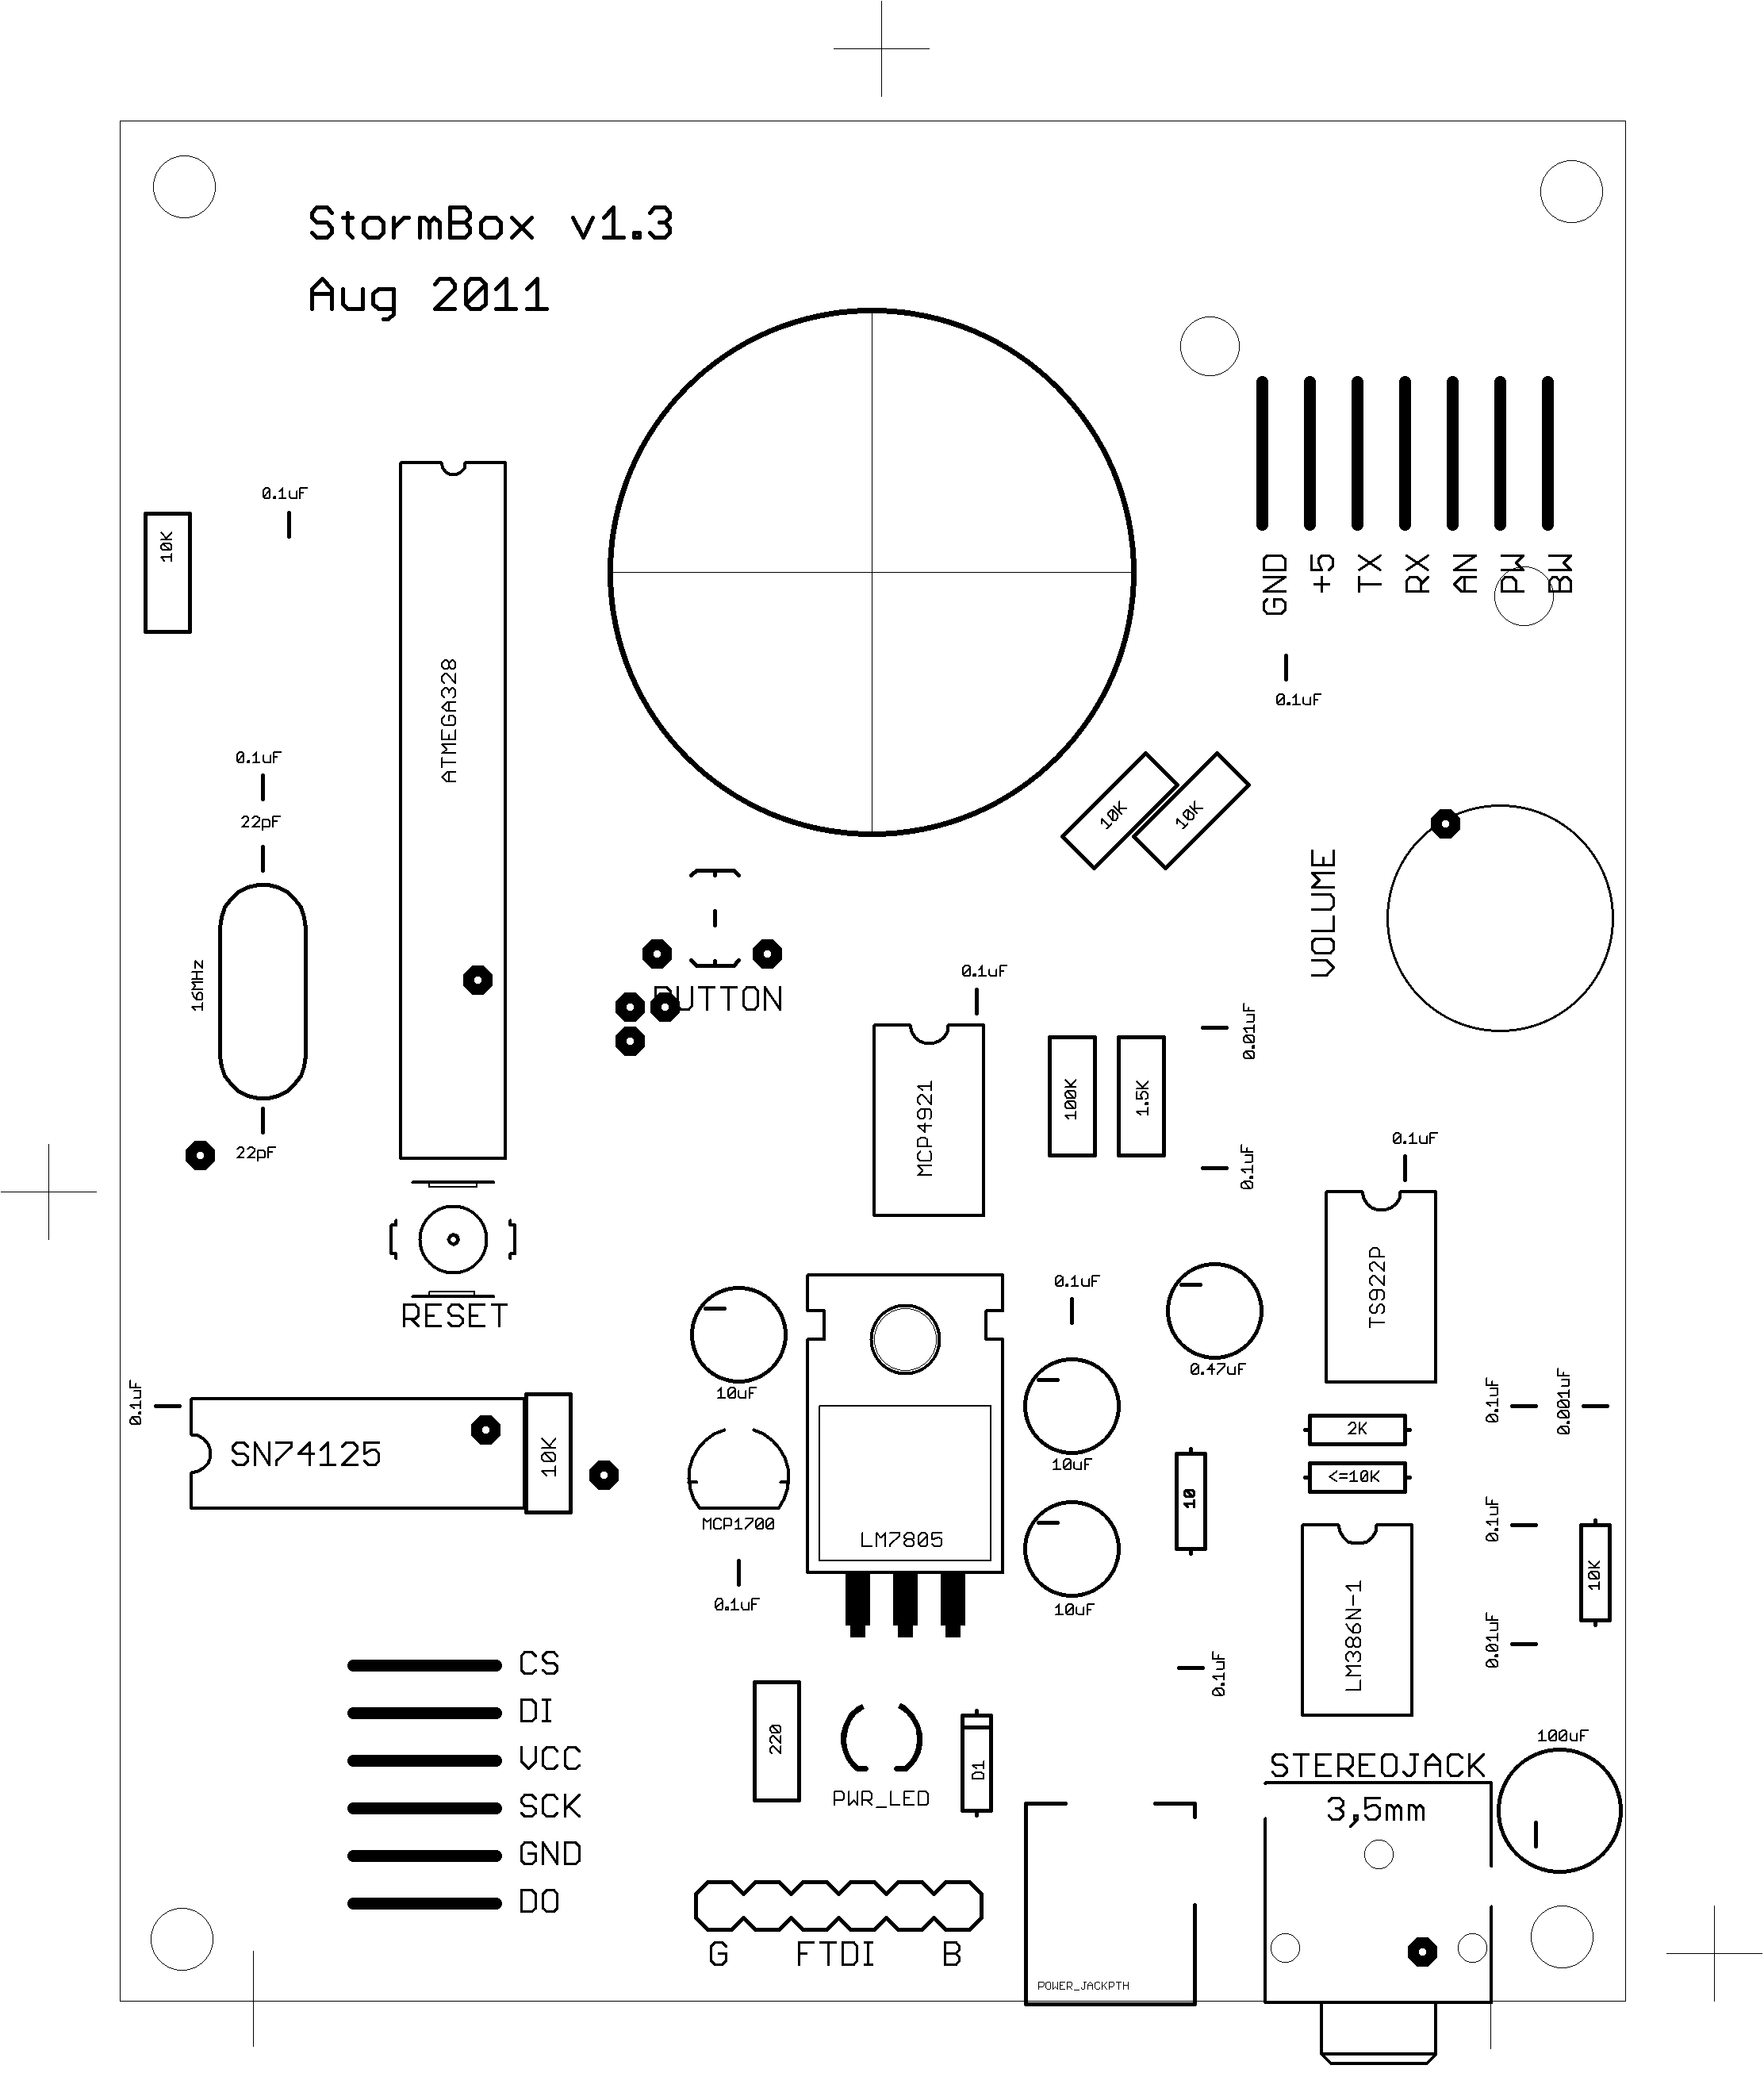 StormBox v1.3
Aug 2011
0.1uF
10K
ATMEGA328
GND
+5
TX
RX
AN
PW
BW
0.1uF
0.1uF
22pF
10K
10K
VOLUME
16MHz
BUTTON
0.1uF
0.01uF
MCP4921
100K
1.5K
22pF
0.1uF
0.1uF
RESET
TS922P
0.1uF
0.47uF
10uF
0.1uF
SN74125
10K
0.1uF
0.001uF
2K
10uF
<=10K
10
MCP1700
LM7805
0.1uF
10K
0.1uF
10uF
LM386N-1
0.01uF
0.1uF
CS
DI
VCC
SCK
GND
DO
220
PWR_LED
D1
100uF
STEREOJACK
3,5mm
G FTDI B
POWER_JACKPTH